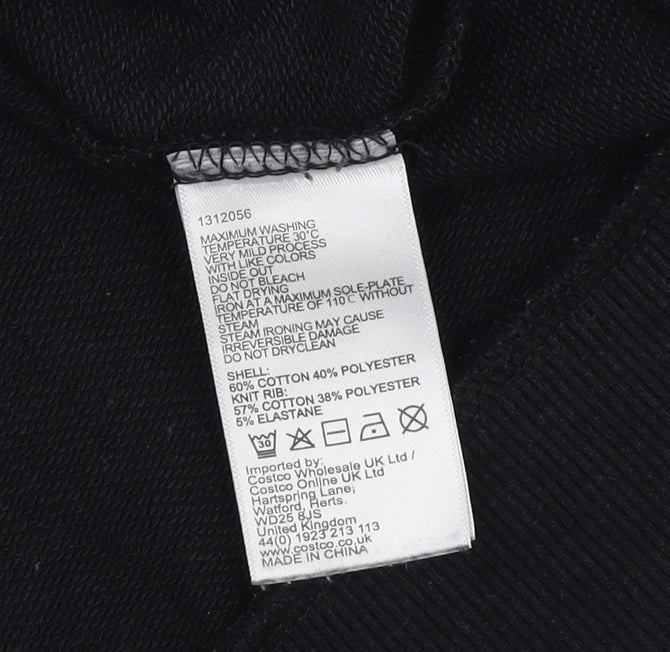 1312056
MAXIMUM WASHING
TEMPERATURE 30°C
VERY MILD PROCESS
WITH LIKE COLORS
INSIDE OUT
DO NOT BLEACH
FLAT DRYING
IRON AT A MAXIMUM SOLE-PLATE
TEMPERATURE OF 110℃ WITHOUT
STEAM
STEAM IRONING MAY CAUSE
IRREVERSIBLE DAMAGE
DO NOT DRYCLEAN
SHELL:
60% COTTON 40% POLYESTER
KNIT RIB:
57% COTTON 38% POLYESTER
5% ELASTANE
30
Imported by:
Costco Wholesale UK Ltd /
Costco Online UK Ltd
Hartspring Lane,
Watford, Herts.
WD25 8JS
United Kingdom
44(0) 1923 213 113
www.costco.co.uk
MADE IN CHINA